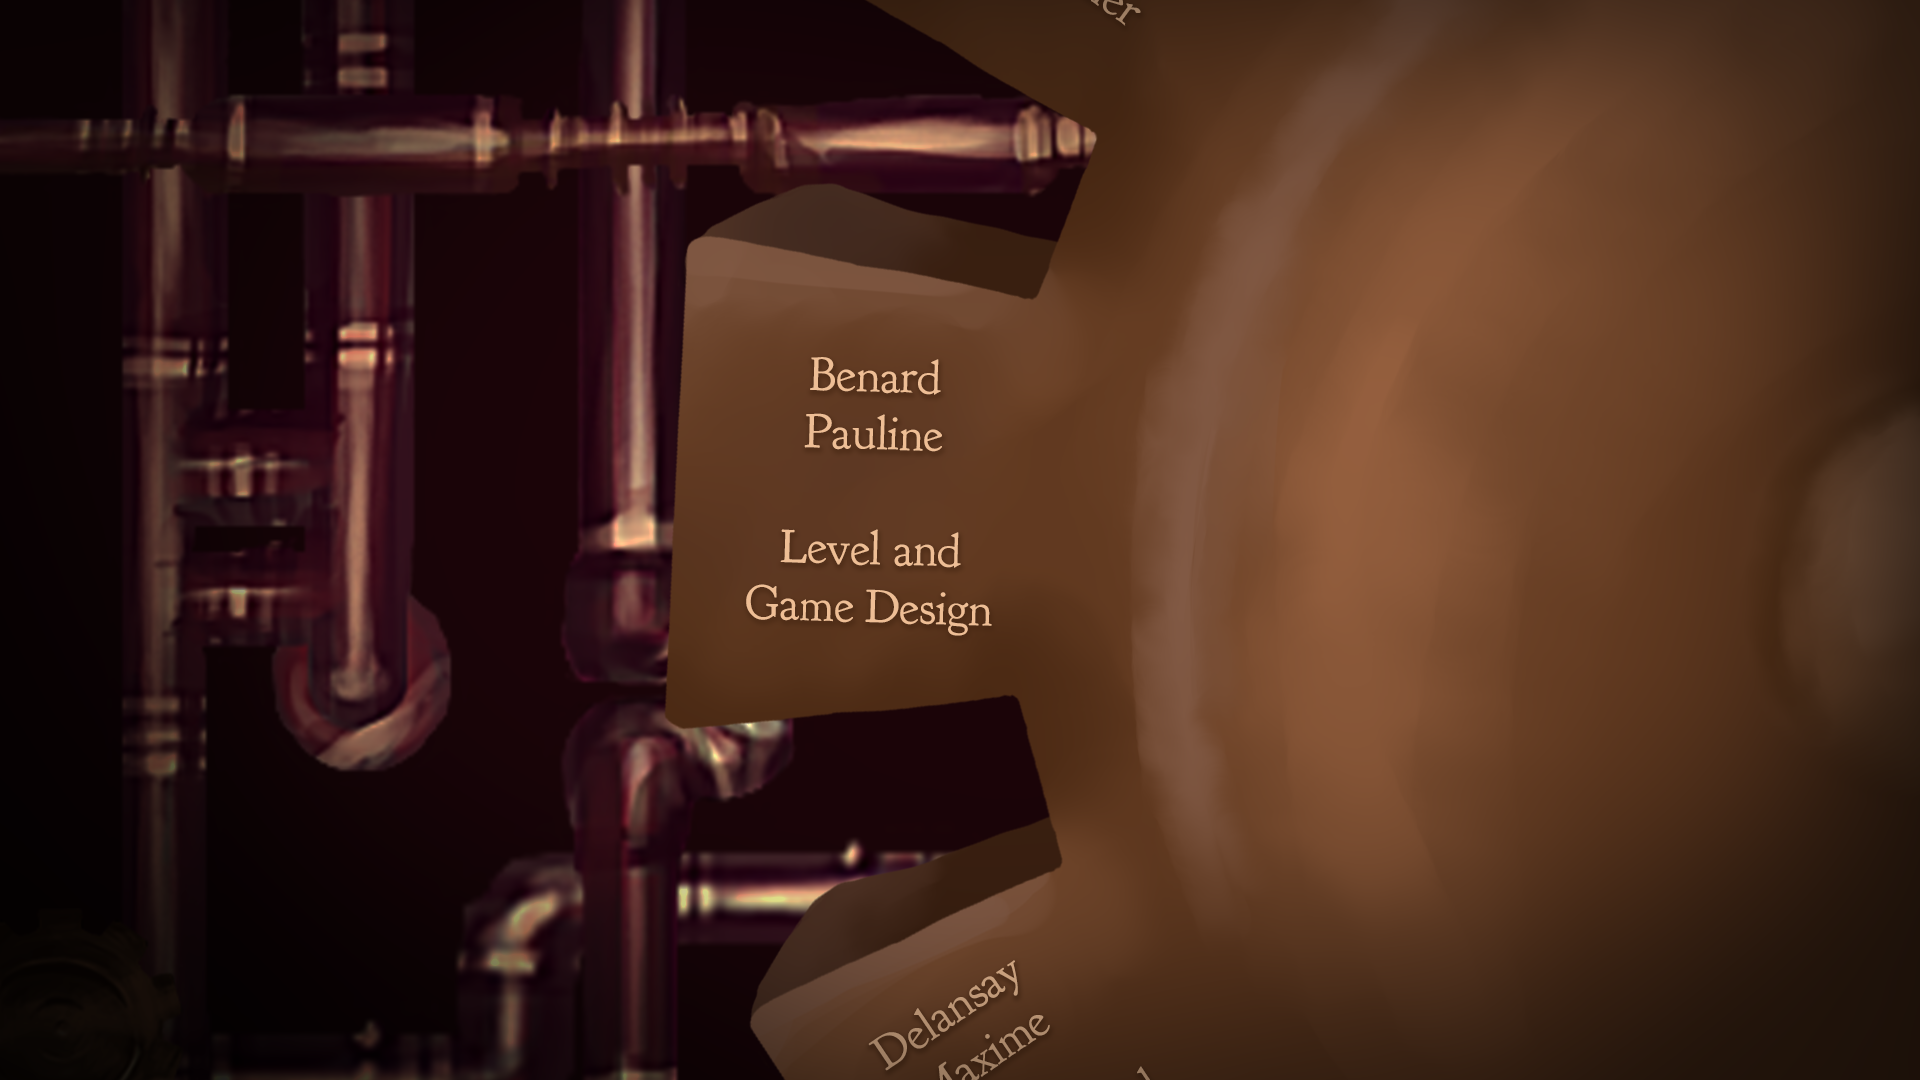 Benard
Pauline
Level and
Game Design
Delansay
Maxime